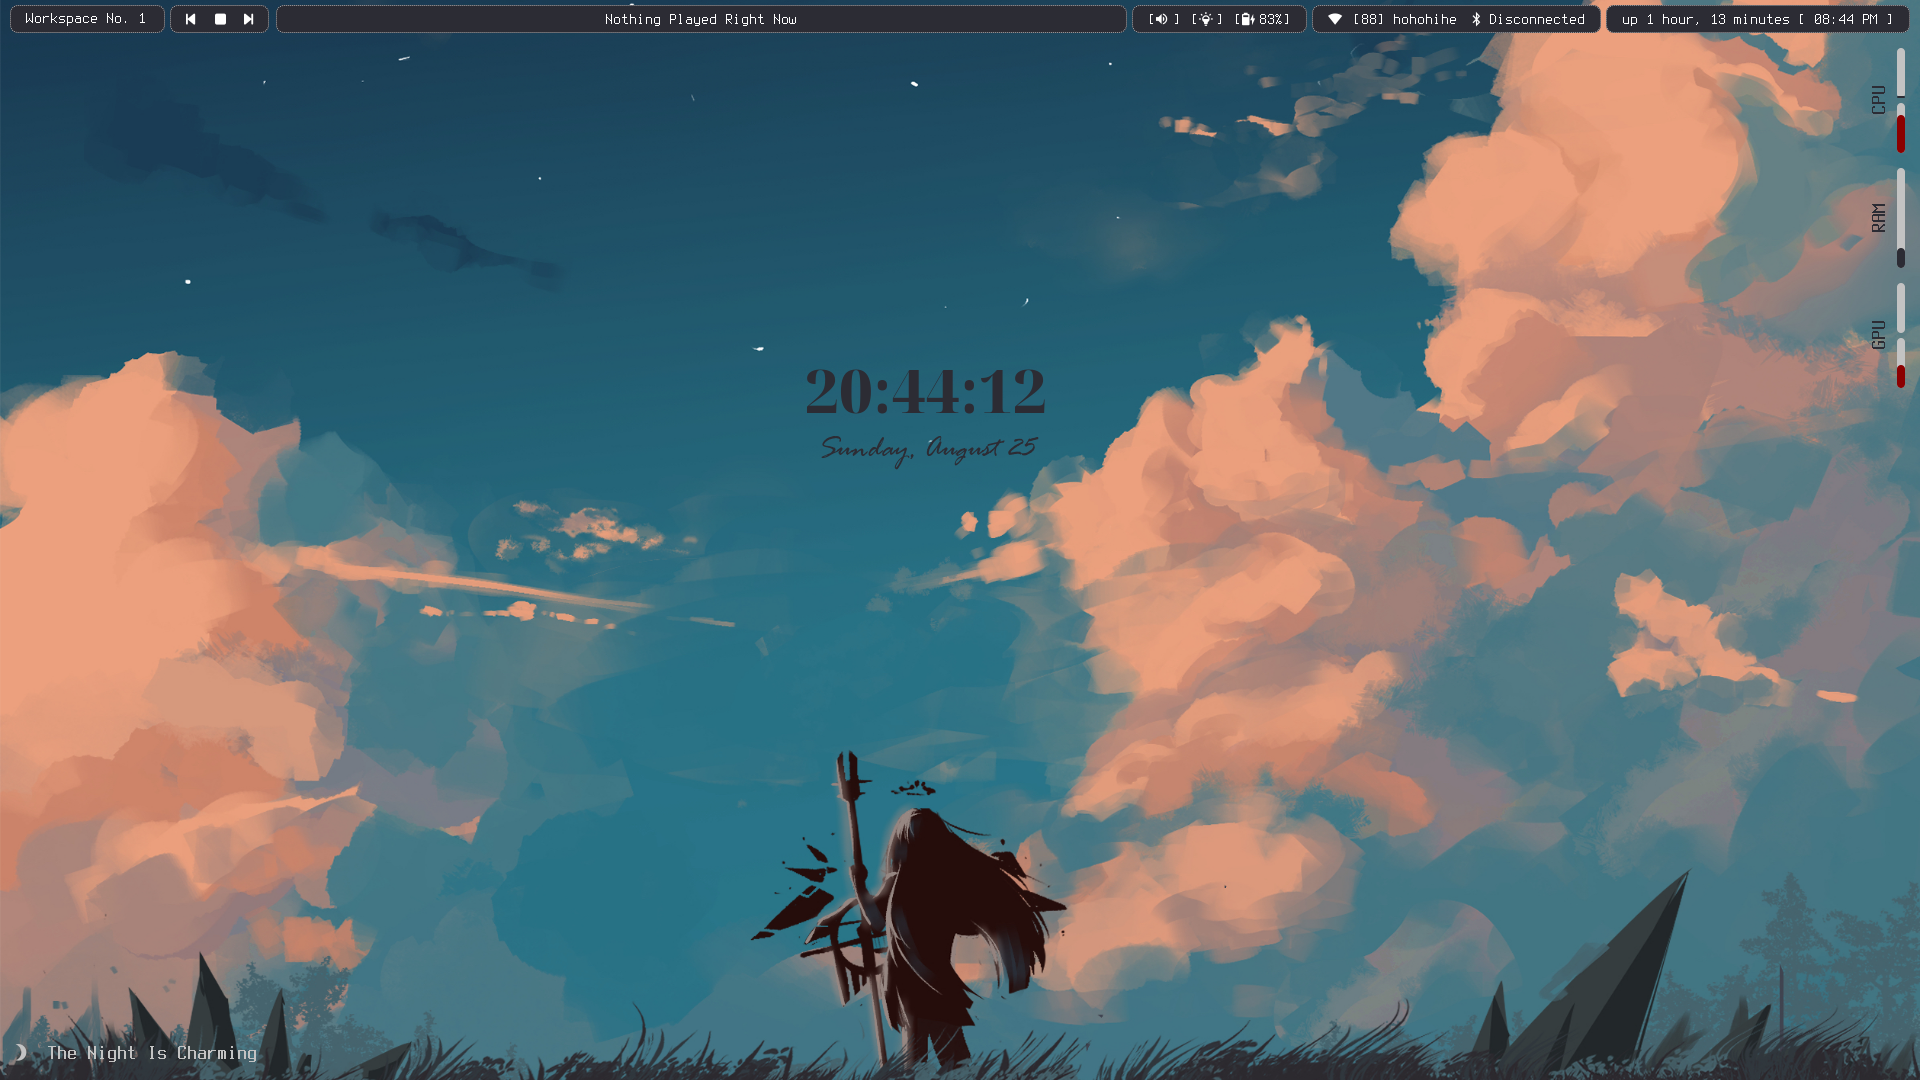 Workspace No. 1
Nothing Played Right Now
[ ] [ ] [ 83%]
[88] hohohihe Disconnected
up 1 hour, 13 minutes [ 08:44 PM ]
CPU
RAM
GPU
20:44:12
Sunday, August 25
The Night Is Charming